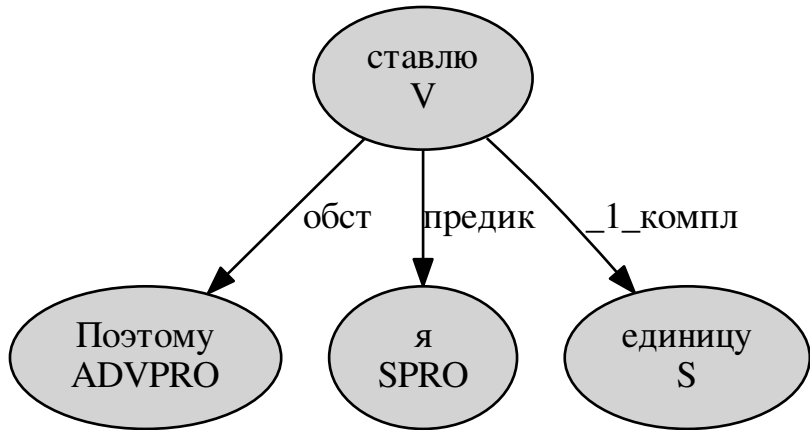 ставлю
V
обст
предик
_1_компл
Поэтому
ADVPRO
я
SPRO
единицу
S